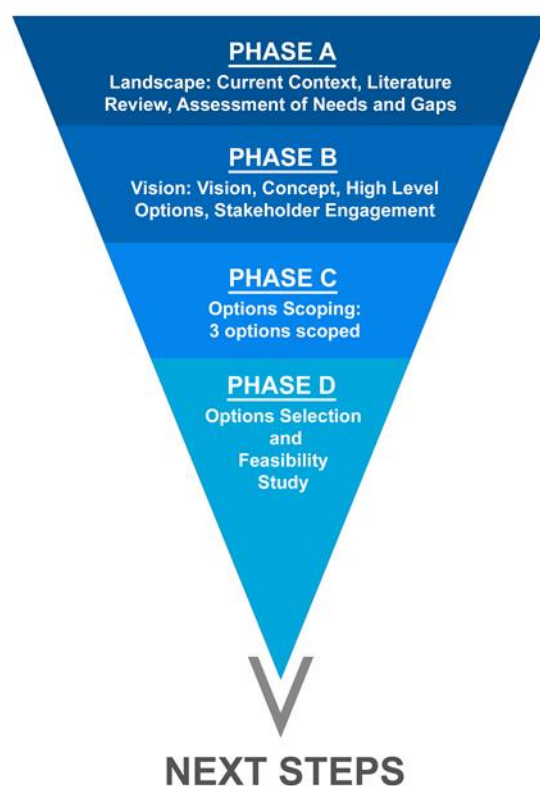 PHASE A
Landscape: Current Context, Literature
Review, Assessment of Needs and Gaps
PHASE B
Vision: Vision, Concept, High Level
Options, Stakeholder Engagement
PHASE C
Options Scoping:
3 options scoped
PHASE D
Options Selection
and
Feasibility
Study
NEXT STEPS